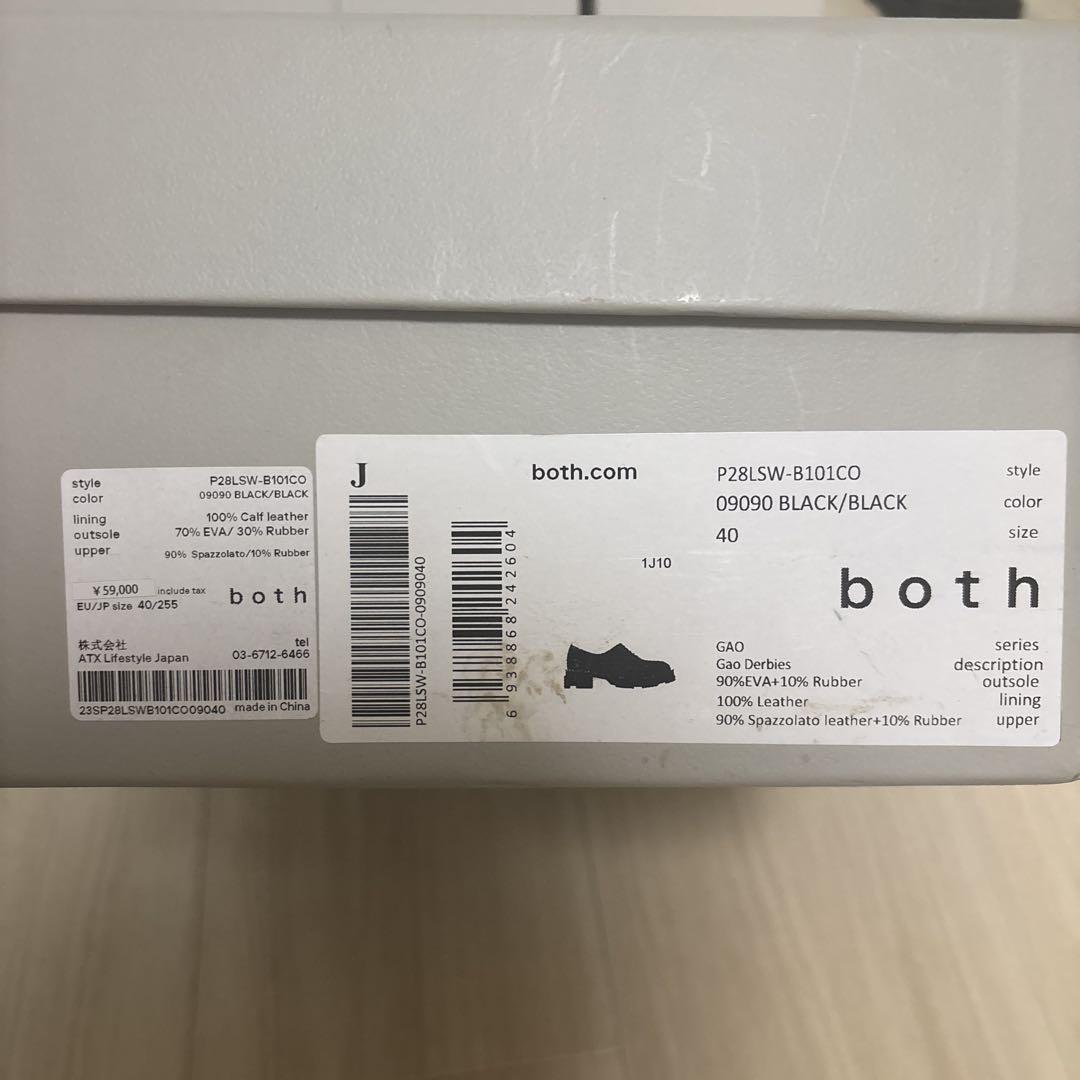 style P28LSW-B101CO
color 09090 BLACK/BLACK
lining 100% Calf leather
outsole 70% EVA/ 30% Rubber
upper 90% Spazzolato/10% Rubber
¥59,000 include tax
EU/JP size 40/255
both
株式会社 tel
ATX Lifestyle Japan 03-6712-6466
23SP28LSWB101CO09040 made in China
J
P28LSW-B101CO-0909040
6938868242604
both.com
1J10
P28LSW-B101CO style
09090 BLACK/BLACK color
40 size
both
GAO series
Gao Derbies description
90%EVA+10% Rubber outsole
100% Leather lining
90% Spazzolato leather+10% Rubber upper